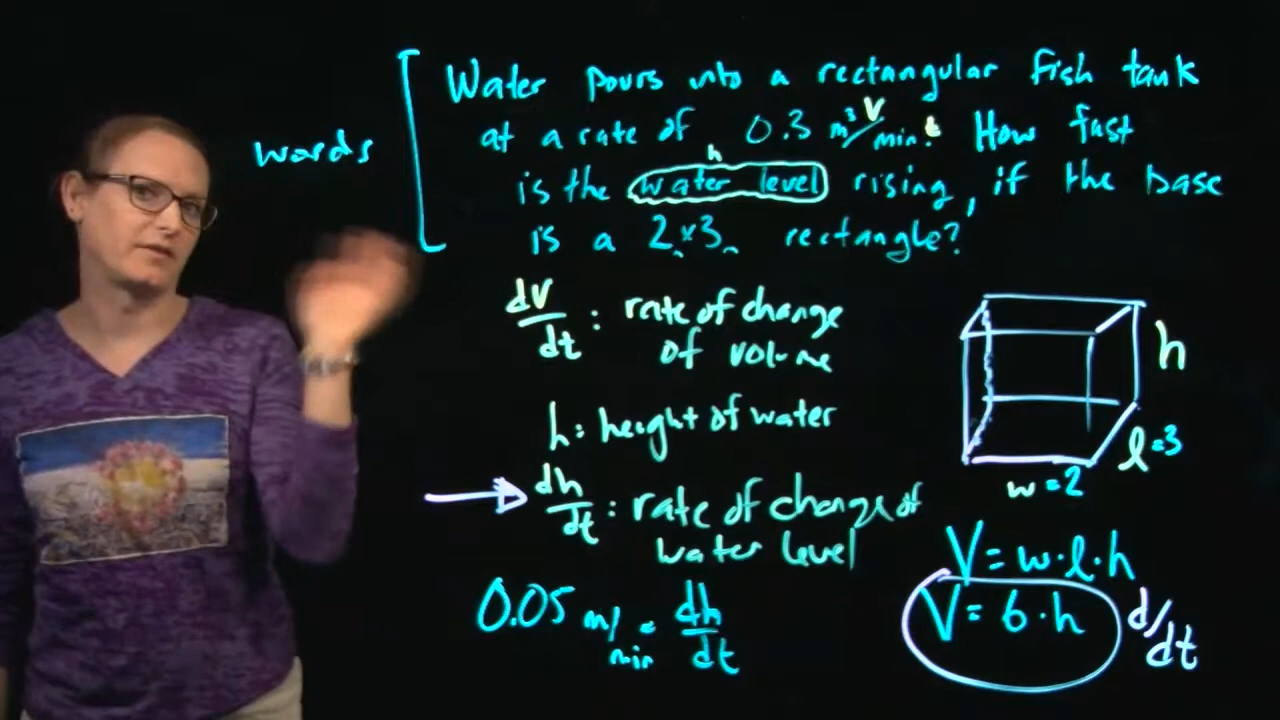 words
Water pours into a rectangular fish tank
at a rate of 0.3 m³/min. How fast
V
t
h
is the water level rising, if the base
is a 2×3 rectangle?
dV/dt : rate of change
of volume
h: height of water
dh/dt : rate of change of
water level
0.05 m/min = dh/dt
h
l=3
w=2
V=w·l·h
V=6·h d/dt